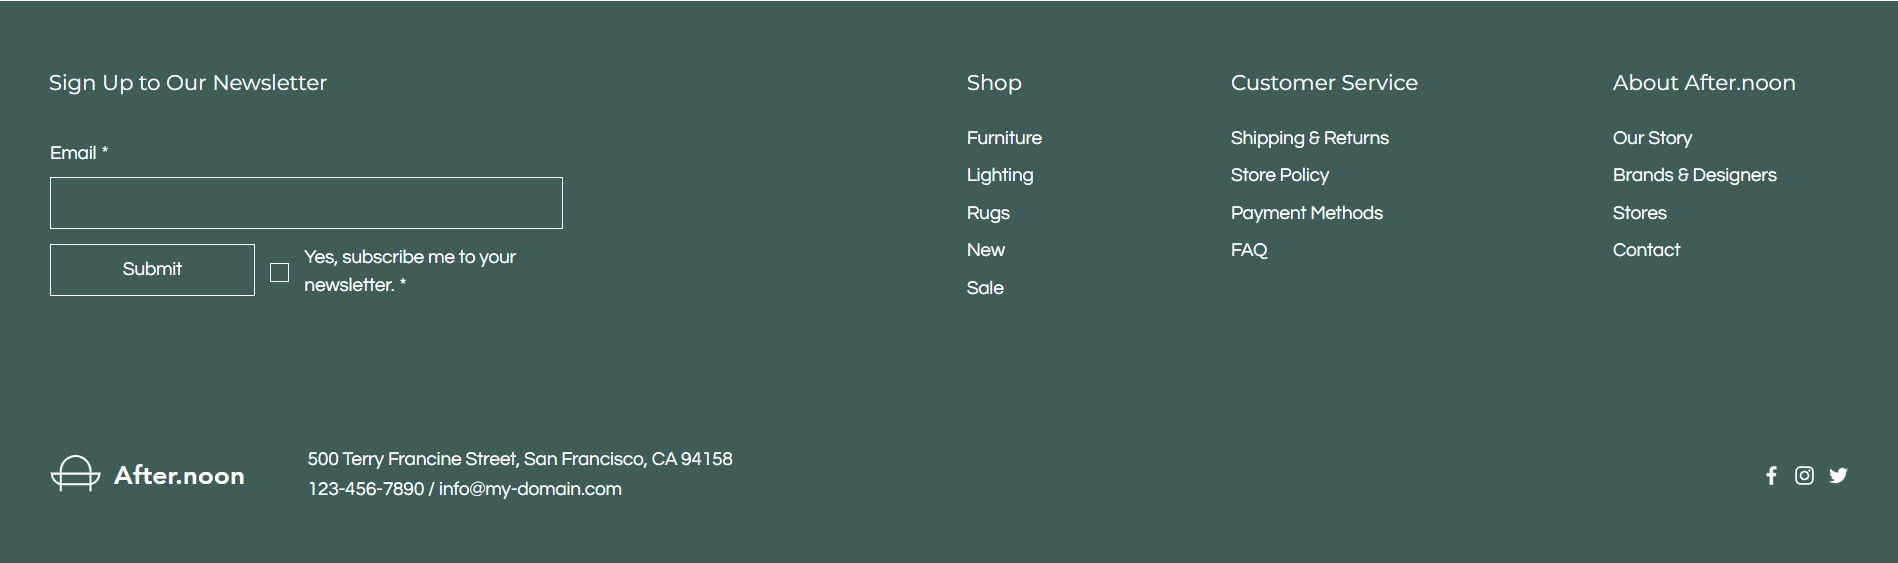 Sign Up to Our Newsletter
Email *
Submit
Yes, subscribe me to your
newsletter. *
Shop
Furniture
Lighting
Rugs
New
Sale
Customer Service
Shipping & Returns
Store Policy
Payment Methods
FAQ
About After.noon
Our Story
Brands & Designers
Stores
Contact
After.noon
500 Terry Francine Street, San Francisco, CA 94158
123-456-7890 / info@my-domain.com